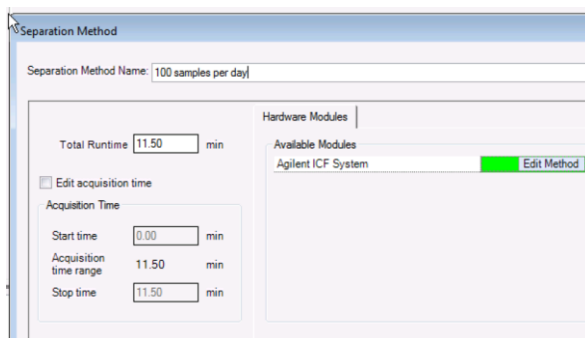 Separation Method
Separation Method Name: 100 samples per day
Hardware Modules
Total Runtime 11.50 min
Available Modules
Agilent ICF System Edit Method
Edit acquisition time
Acquisition Time
Start time 0.00 min
Acquisition
time range 11.50 min
Stop time 11.50 min